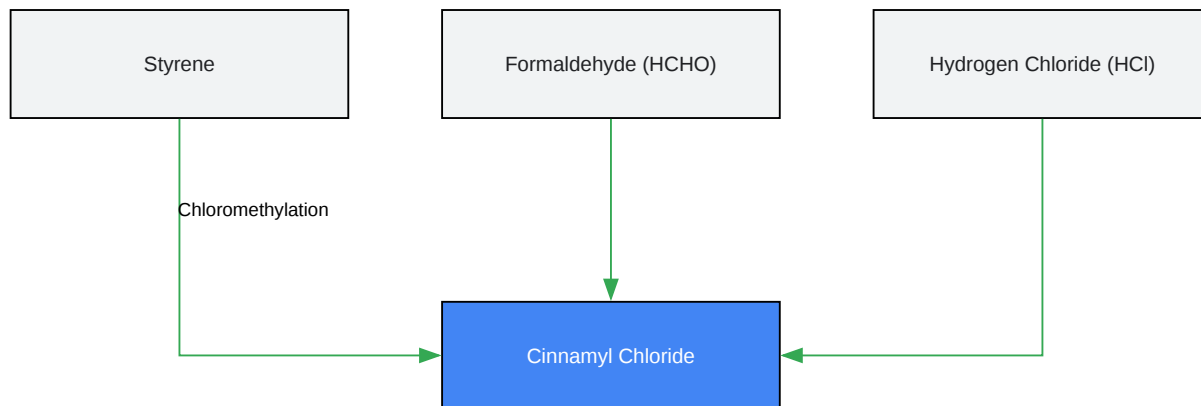 Styrene
Formaldehyde (HCHO)
Hydrogen Chloride (HCl)
Chloromethylation
Cinnamyl Chloride